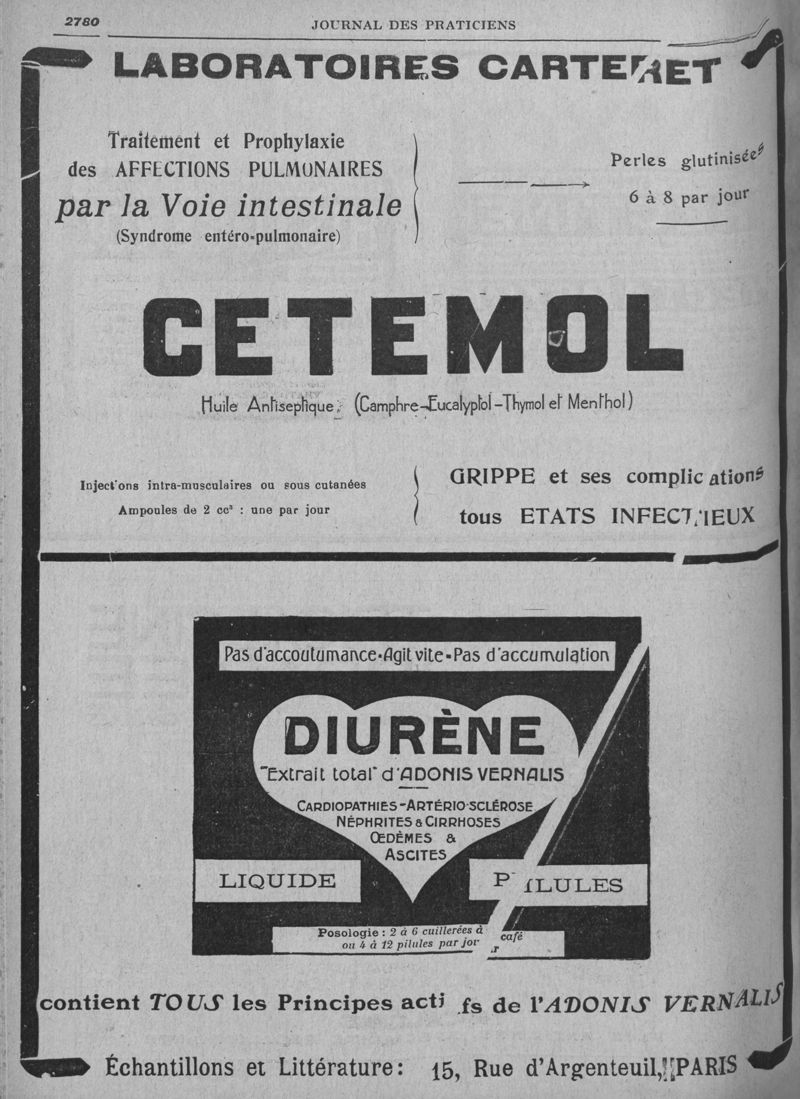 2780
JOURNAL DES PRATICIENS
LABORATOIRES CARTERET
Traitement et Prophylaxie
des AFFECTIONS PULMONAIRES
par la Voie intestinale
(Syndrome entéro-pulmonaire)
Perles glutinisées
6 à 8 par jour
CETEMOL
Huile Antiseptique, (Camphre-Eucalyptol-Thymol et Menthol)
Injections intra-musculaires ou sous cutanées
Ampoules de 2 cc³ : une par jour
GRIPPE et ses complications
tous ETATS INFECTIEUX
Pas d'accoutumance-Agit vite-Pas d'accumulation
DIURÈNE
"Extrait total" d'ADONIS VERNALIS
CARDIOPATHIES-ARTÉRIO-SCLÉROSE
NÉPHRITES & CIRRHOSES
ŒDÈMES &
ASCITES
LIQUIDE
PILULES
Posologie : 2 à 6 cuillerées à café
ou 4 à 12 pilules par jour
contient TOUS les Principes actifs de l'ADONIS VERNALIS
Échantillons et Littérature: 15, Rue d'Argenteuil, PARIS